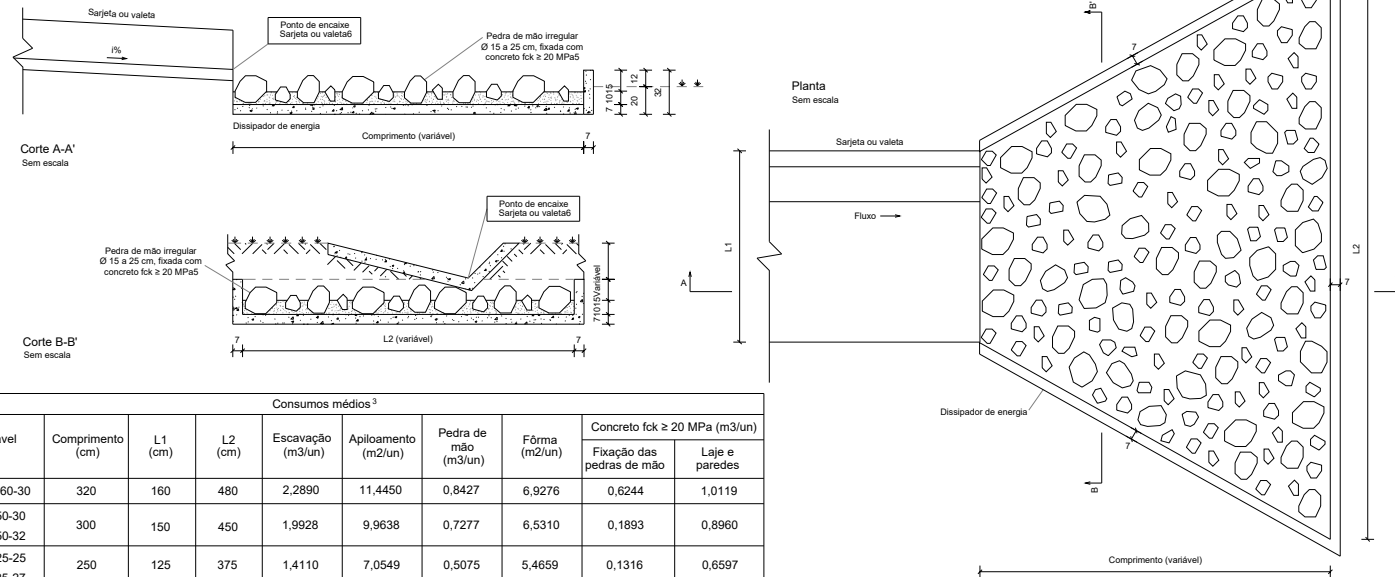 Sarjeta ou valeta
i%
Ponto de encaixe
Sarjeta ou valeta6
Pedra de mão irregular
Ø 15 a 25 cm, fixada com
concreto fck ≥ 20 MPa5
7 10 15
20 12
32
Dissipador de energia
Comprimento (variável)
7
Corte A-A'
Sem escala
Ponto de encaixe
Sarjeta ou valeta6
Pedra de mão irregular
Ø 15 a 25 cm, fixada com
concreto fck ≥ 20 MPa5
7 10 15 Variável
7
L2 (variável)
7
Corte B-B'
Sem escala
Planta
Sem escala
B'
7
Sarjeta ou valeta
Fluxo
L1
A
L2
7
Dissipador de energia
7
B
Comprimento (variável)
Consumos médios 3
Comprimento (cm) L1 (cm) L2 (cm) Escavação (m3/un) Apiloamento (m2/un) Pedra de mão (m3/un) Fôrma (m2/un) Concreto fck ≥ 20 MPa (m3/un)
Fixação das pedras de mão Laje e paredes
60-30 320 160 480 2,2890 11,4450 0,8427 6,9276 0,6244 1,0119
50-30
50-32 300 150 450 1,9928 9,9638 0,7277 6,5310 0,1893 0,8960
25-25
250 125 375 1,4110 7,0549 0,5075 5,4659 0,1316 0,6597